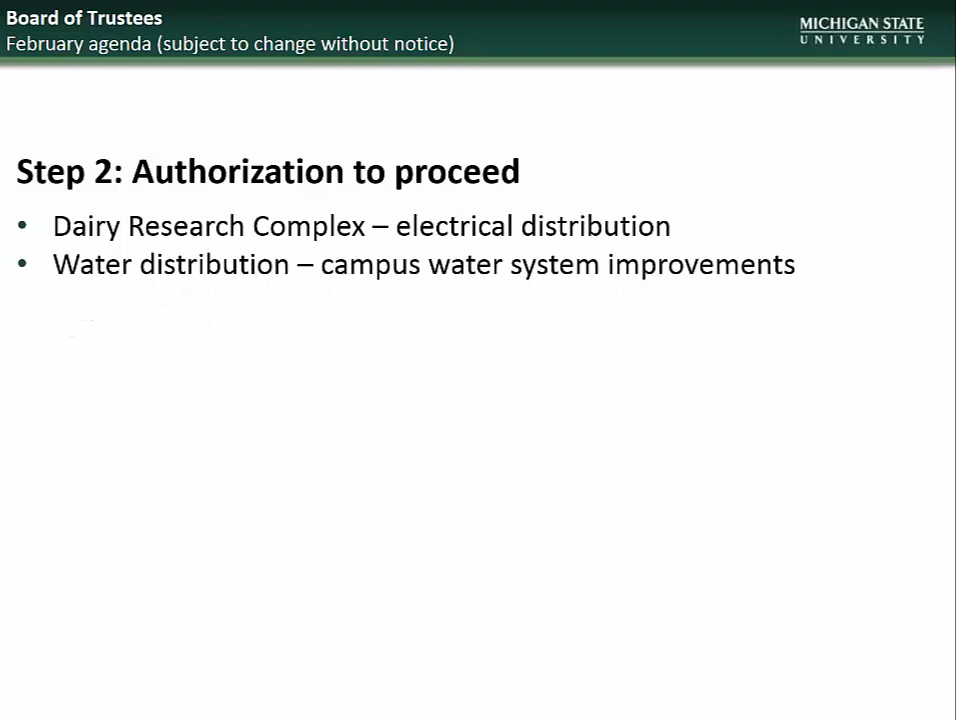 Board of Trustees
February agenda (subject to change without notice)
MICHIGAN STATE
UNIVERSITY
Step 2: Authorization to proceed
• Dairy Research Complex – electrical distribution
• Water distribution – campus water system improvements